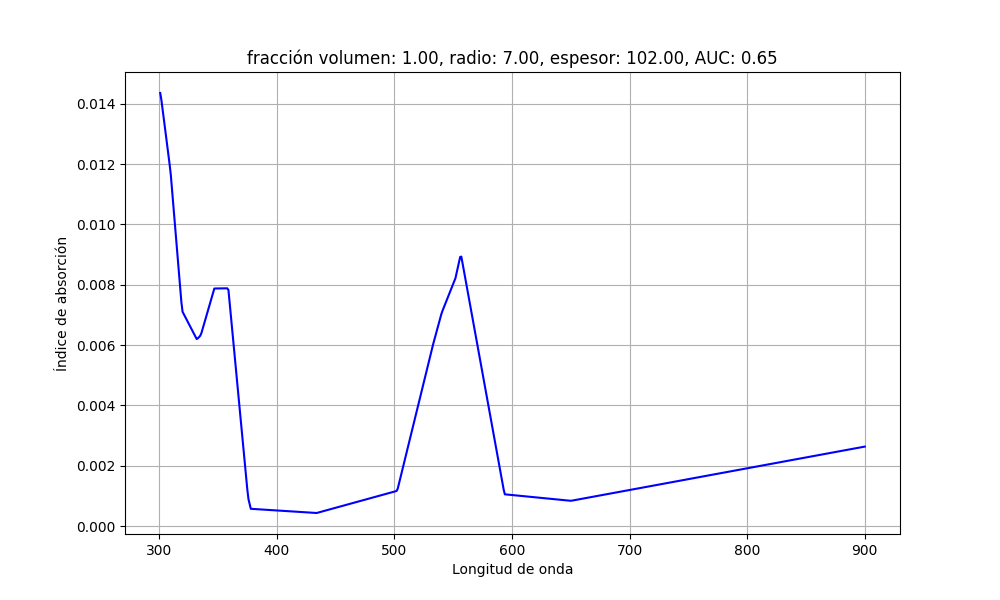 fracción volumen: 1.00, radio: 7.00, espesor: 102.00, AUC: 0.65
0.014
0.012
0.010
0.008
0.006
0.004
0.002
0.000
Índice de absorción
300 400 500 600 700 800 900
Longitud de onda